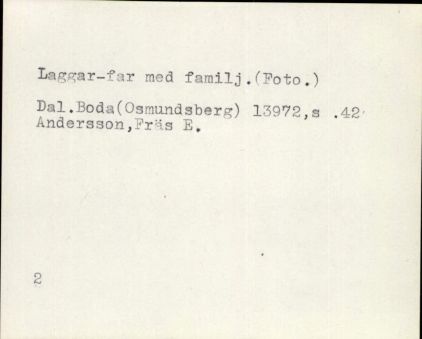 Laggar-far med familj.(Foto.)
Dal.Boda(Osmundsberg) 13972,s .42
Andersson,Fräs E.
2